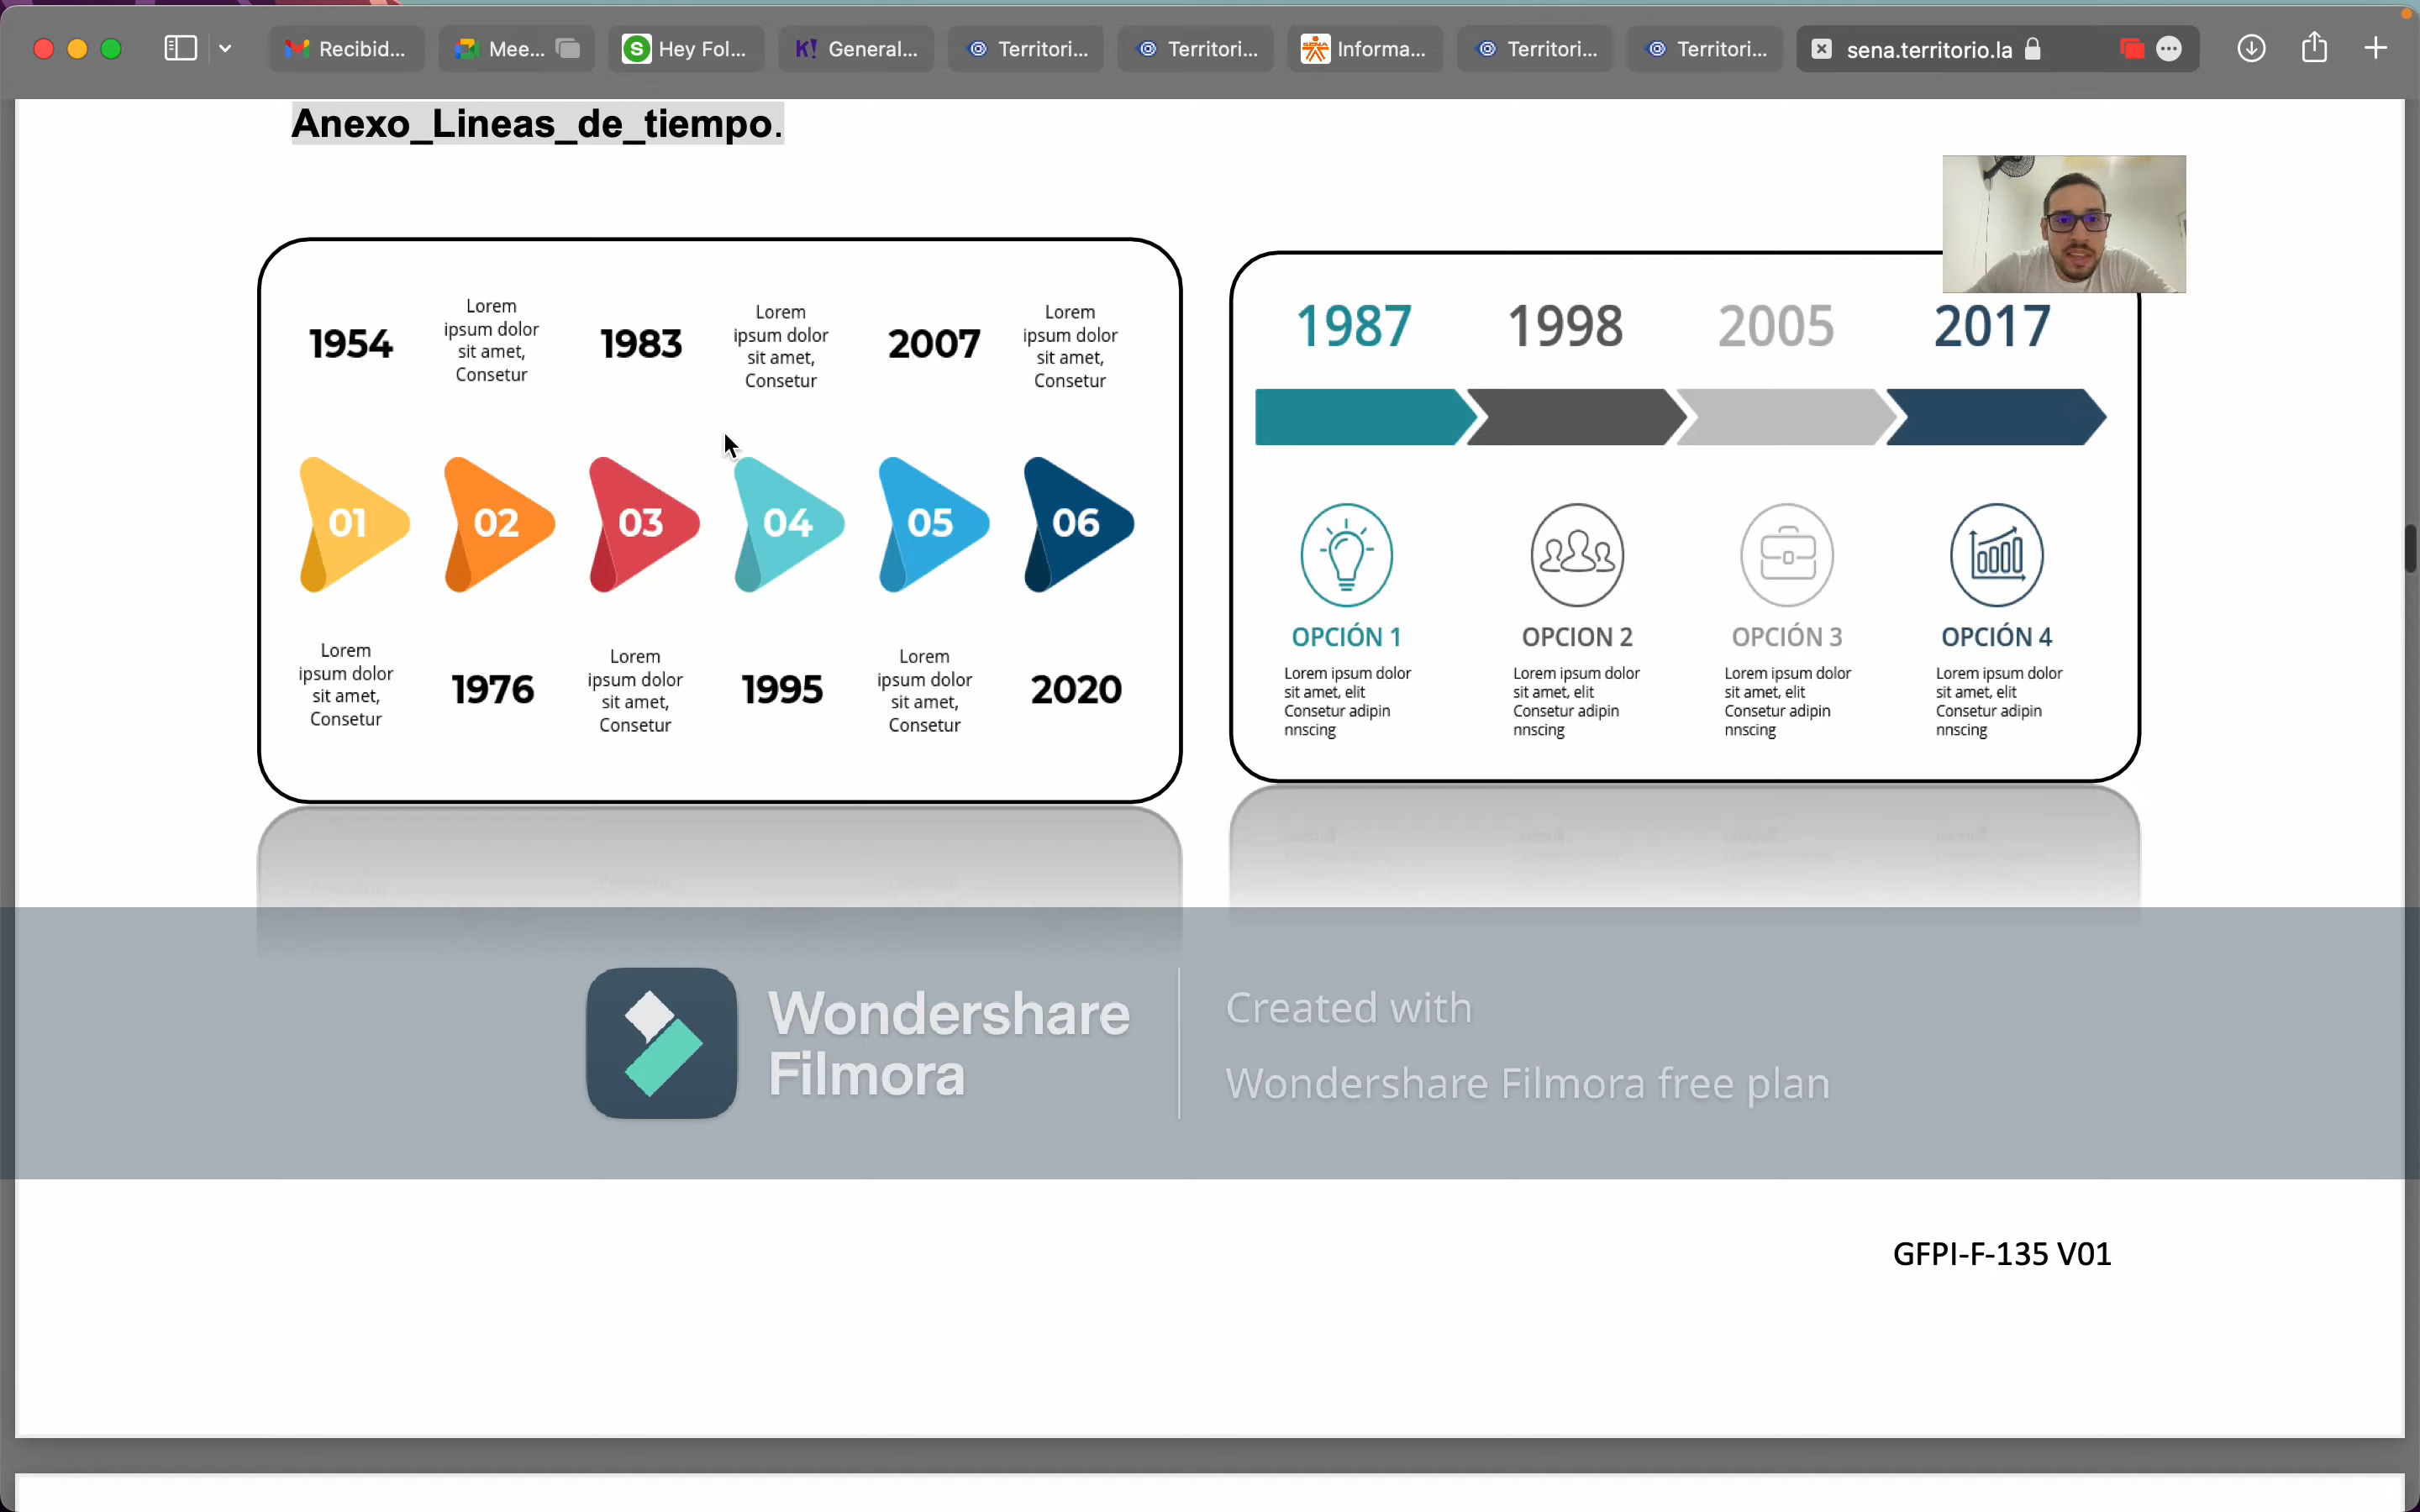 Recibid...
Mee...
S Hey Fol...
K! General...
Territori...
Territori...
SENA Informa...
Territori...
Territori...
sena.territorio.la
Anexo_Lineas_de_tiempo.
1954
Lorem
ipsum dolor
sit amet,
Consetur
1983
Lorem
ipsum dolor
sit amet,
Consetur
2007
Lorem
ipsum dolor
sit amet,
Consetur
01
02
03
04
05
06
Lorem
ipsum dolor
sit amet,
Consetur
1976
Lorem
ipsum dolor
sit amet,
Consetur
1995
Lorem
ipsum dolor
sit amet,
Consetur
2020
1987
1998
2005
2017
OPCIÓN 1
Lorem ipsum dolor
sit amet, elit
Consetur adipin
nnscing
OPCION 2
Lorem ipsum dolor
sit amet, elit
Consetur adipin
nnscing
OPCIÓN 3
Lorem ipsum dolor
sit amet, elit
Consetur adipin
nnscing
OPCIÓN 4
Lorem ipsum dolor
sit amet, elit
Consetur adipin
nnscing
Wondershare
Filmora
Created with
Wondershare Filmora free plan
GFPI-F-135 V01